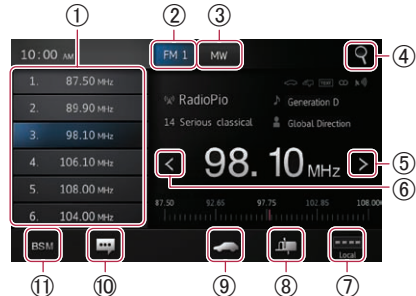 ① ② ③
10:00 AM FM 1 MW ④
1. 87.50 MHz
2. 89.90 MHz
3. 98.10 MHz
4. 106.10 MHz
5. 108.00 MHz
6. 104.00 MHz
TEXT
RadioPio Generation D
14 Serious classical Global Direction
< 98.10 MHz > ⑤
⑥
87.50 92.65 97.75 102.85 108.00
BSM Local
⑪ ⑩ ⑨ ⑧ ⑦